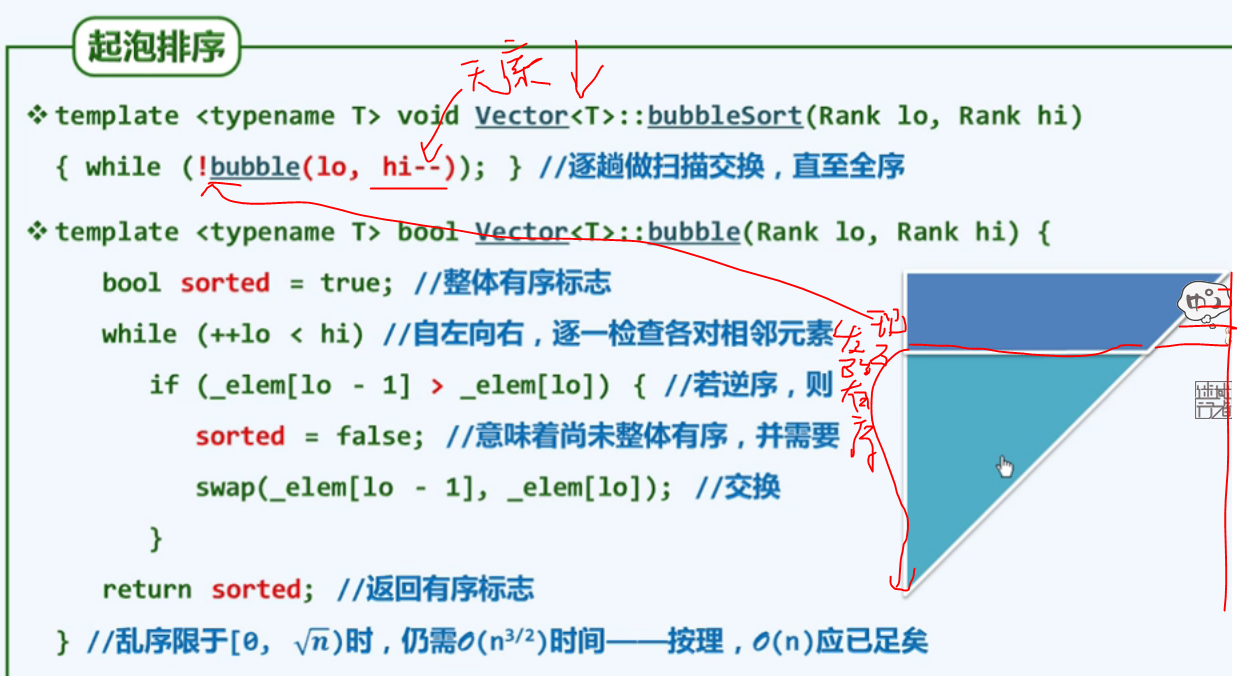 起泡排序
无序
❖ template <typename T> void Vector<T>::bubbleSort(Rank lo, Rank hi)
{ while (!bubble(lo, hi--)); } //逐趟做扫描交换，直至全序
❖ template <typename T> bool Vector<T>::bubble(Rank lo, Rank hi) {
bool sorted = true; //整体有序标志
while (++lo < hi) //自左向右，逐一检查各对相邻元素
if (_elem[lo - 1] > _elem[lo]) { //若逆序，则
sorted = false; //意味着尚未整体有序，并需要
swap(_elem[lo - 1], _elem[lo]); //交换
}
return sorted; //返回有序标志
} //乱序限于[0, √n)时，仍需𝒪(n^3/2)时间——按理，𝒪(n)应已足矣